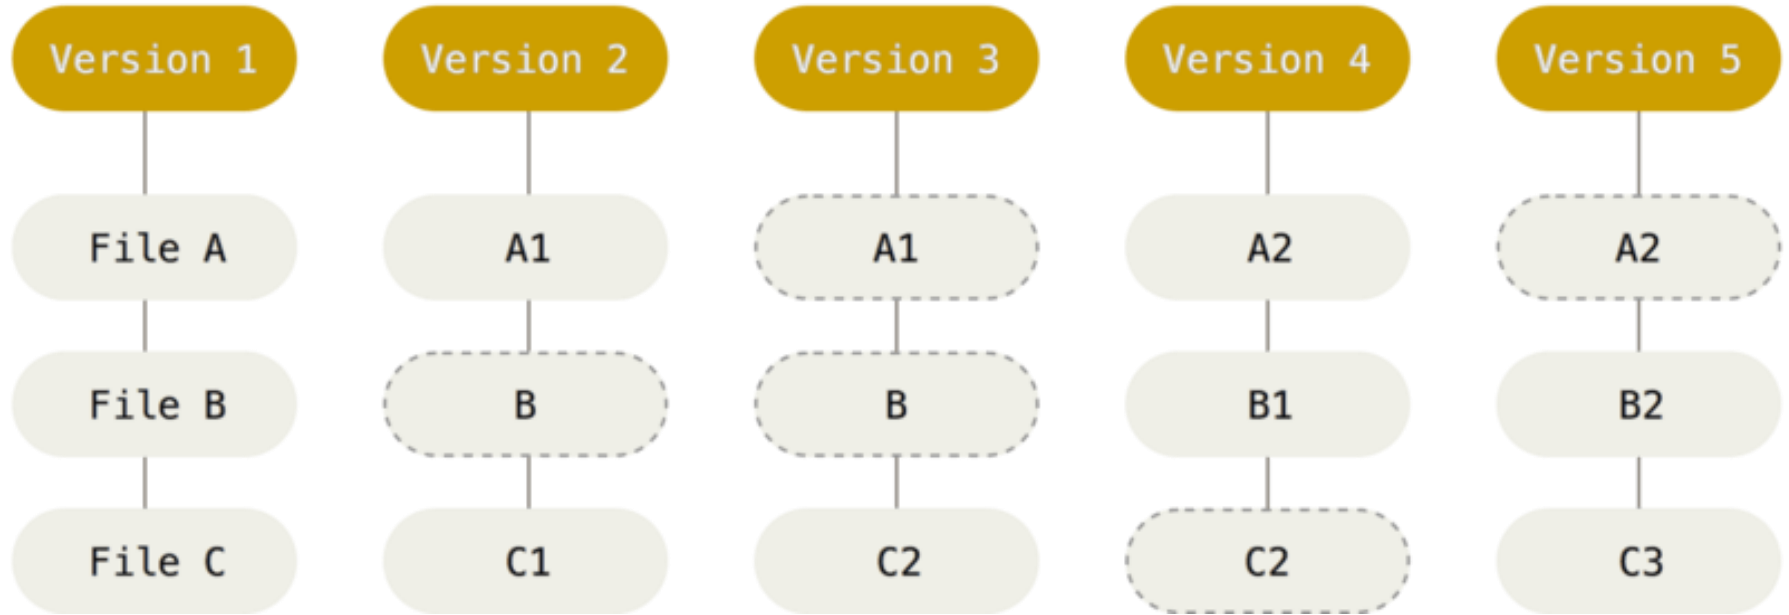 Version 1 Version 2 Version 3 Version 4 Version 5
File A A1 A1 A2 A2
File B B B B1 B2
File C C1 C2 C2 C3